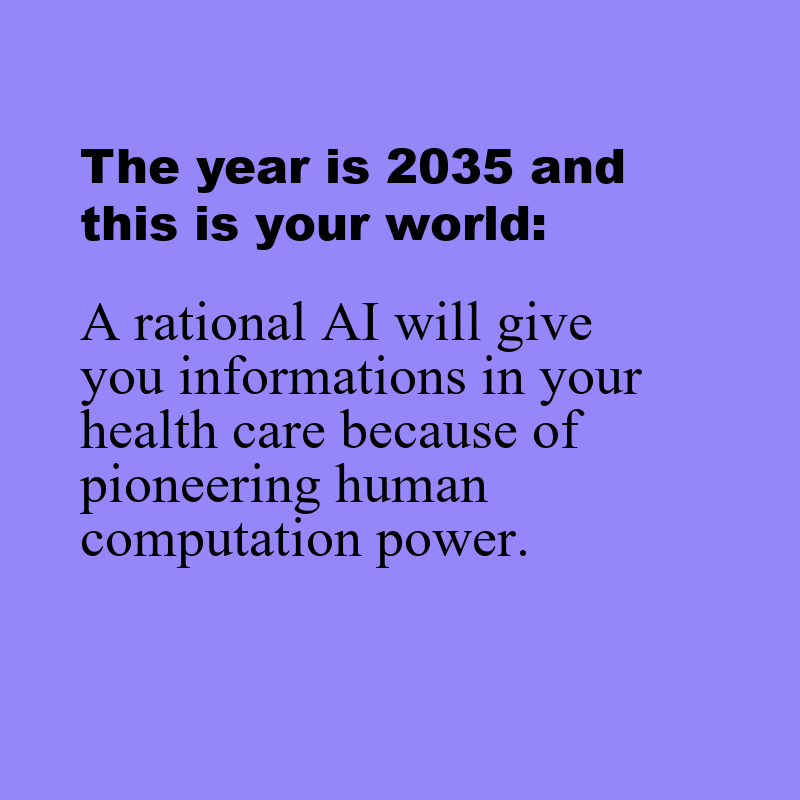 The year is 2035 and
this is your world:
A rational AI will give
you informations in your
health care because of
pioneering human
computation power.